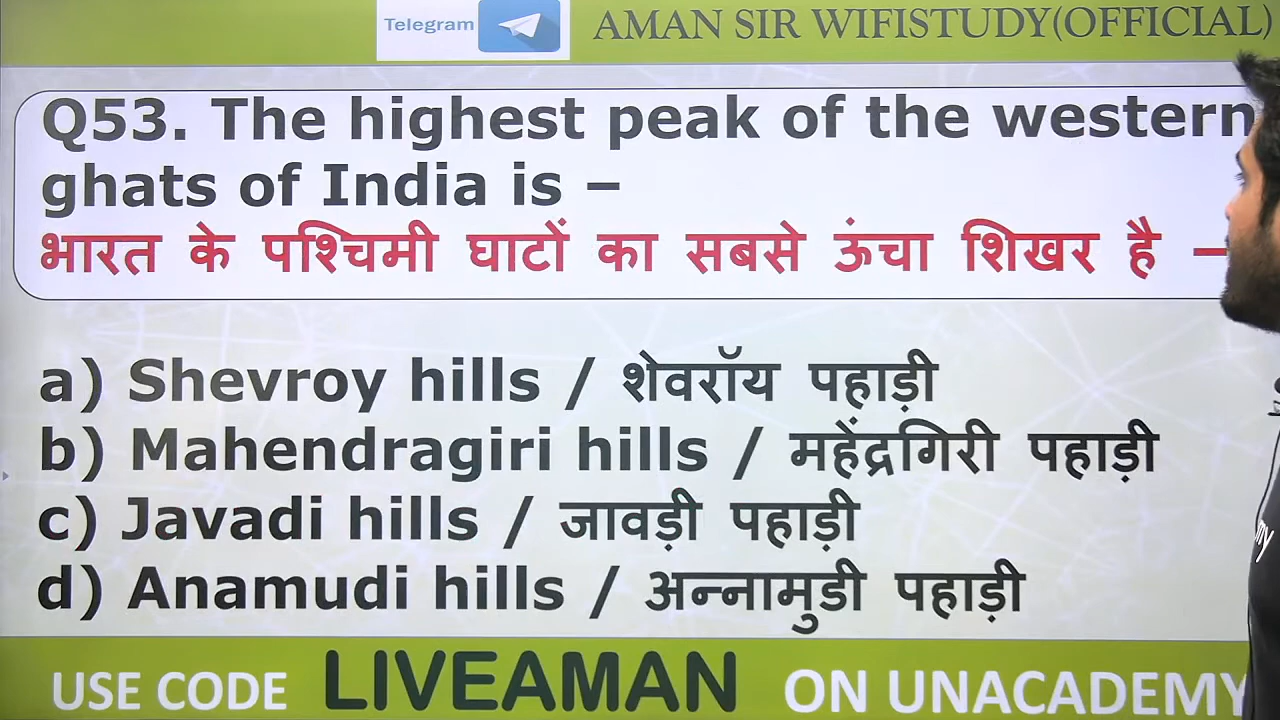 Telegram
AMAN SIR WIFISTUDY(OFFICIAL)
Q53. The highest peak of the western
ghats of India is –
भारत के पश्चिमी घाटों का सबसे ऊंचा शिखर है –
a) Shevroy hills / शेवरॉय पहाड़ी
b) Mahendragiri hills / महेंद्रगिरी पहाड़ी
c) Javadi hills / जावड़ी पहाड़ी
d) Anamudi hills / अन्नामुडी पहाड़ी
my
USE CODE LIVEAMAN ON UNACADEMY